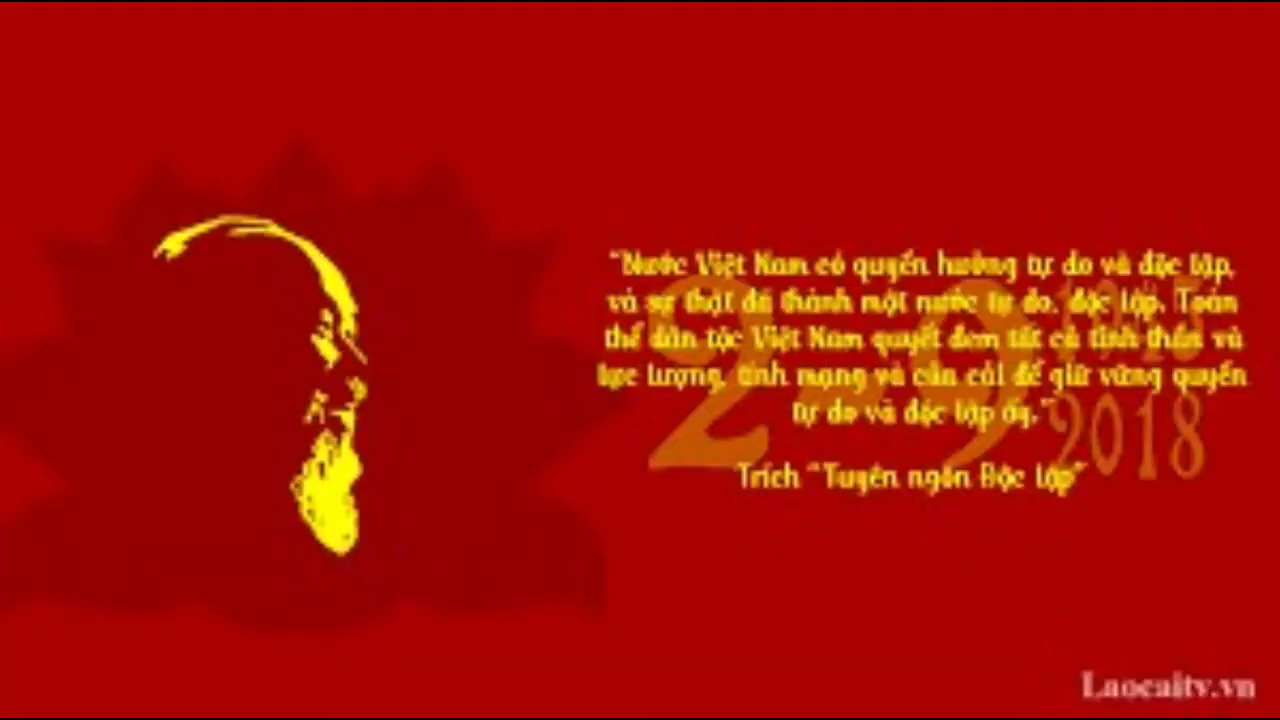 "Nước Việt Nam có quyền hưởng tự do và độc lập,
và sự thật đã thành một nước tự do, độc lập. Toàn
thể dân tộc Việt Nam quyết đem tất cả tinh thần và
lực lượng, tính mạng và của cải để giữ vững quyền
tự do và độc lập ấy."
Trích "Tuyên ngôn Độc lập"
2-9
1945
2018
Laocaitv.vn